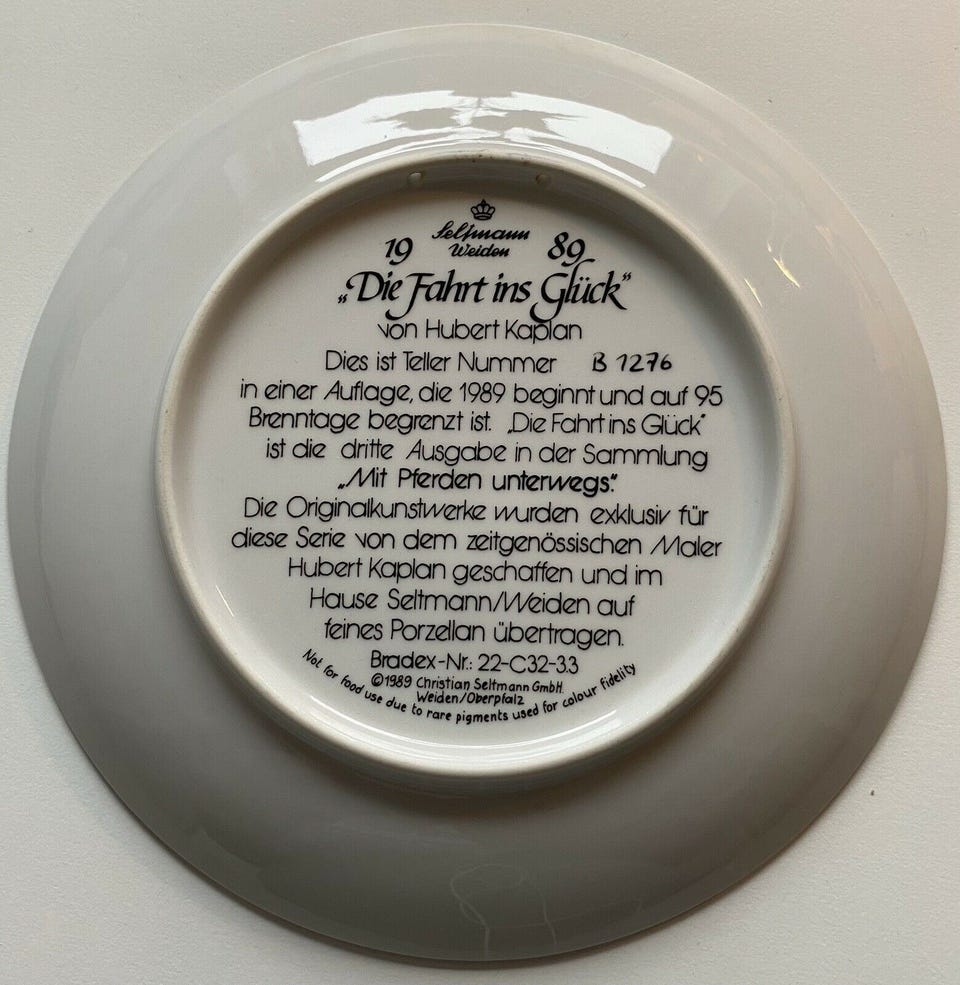 Seltmann
Weiden
19 89
„Die Fahrt ins Glück”
von Hubert Kaplan
Dies ist Teller Nummer B 1276
in einer Auflage, die 1989 beginnt und auf 95
Brenntage begrenzt ist. „Die Fahrt ins Glück”
ist die dritte Ausgabe in der Sammlung
„Mit Pferden unterwegs”.
Die Originalkunstwerke wurden exklusiv für
diese Serie von dem zeitgenössischen Maler
Hubert Kaplan geschaffen und im
Hause Seltmann/Weiden auf
feines Porzellan übertragen.
Bradex-Nr.: 22-C32-3.3
©1989 Christian Seltmann GmbH.
Weiden/Oberpfalz
Not for food use due to rare pigments used for colour fidelity